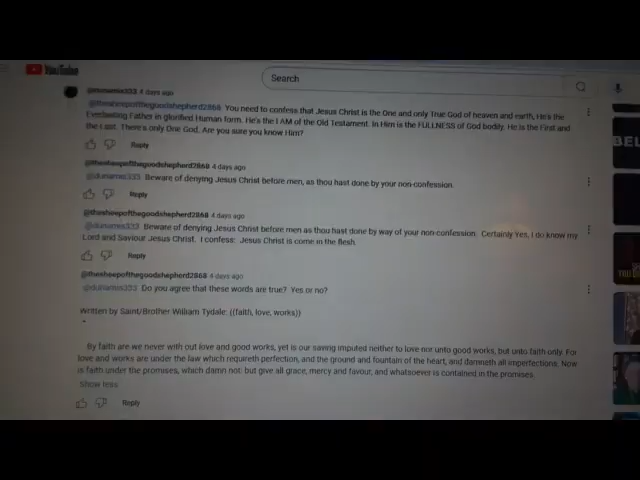 YouTube
Search
@dunamis333 4 days ago
@thesheepofthegoodshepherd2868 You need to confess that Jesus Christ is the One and only True God of heaven and earth, He's the
Everlasting Father in glorified Human form. He's the I AM of the Old Testament. In Him is the FULLNESS of God bodily. He is the First and
the Last. There's only One God. Are you sure you know Him?
Reply
@thesheepofthegoodshepherd2868 4 days ago
@dunamis333 Beware of denying Jesus Christ before men, as thou hast done by your non-confession.
Reply
@thesheepofthegoodshepherd2868 4 days ago
@dunamis333 Beware of denying Jesus Christ before men as thou hast done by way of your non-confession. Certainly Yes, I do know my
Lord and Saviour Jesus Christ. I confess: Jesus Christ is come in the flesh.
Reply
@thesheepofthegoodshepherd2868 4 days ago
@dunamis333 Do you agree that these words are true? Yes or no?
Written by Saint/Brother William Tydale: ((faith, love, works))
"
By faith are we never with out love and good works, yet is our saving imputed neither to love nor unto good works, but unto faith only. For
love and works are under the law which requireth perfection, and the ground and fountain of the heart, and damneth all imperfections. Now
is faith under the promises, which damn not: but give all grace, mercy and favour, and whatsoever is contained in the promises.
Show less
Reply
BEL